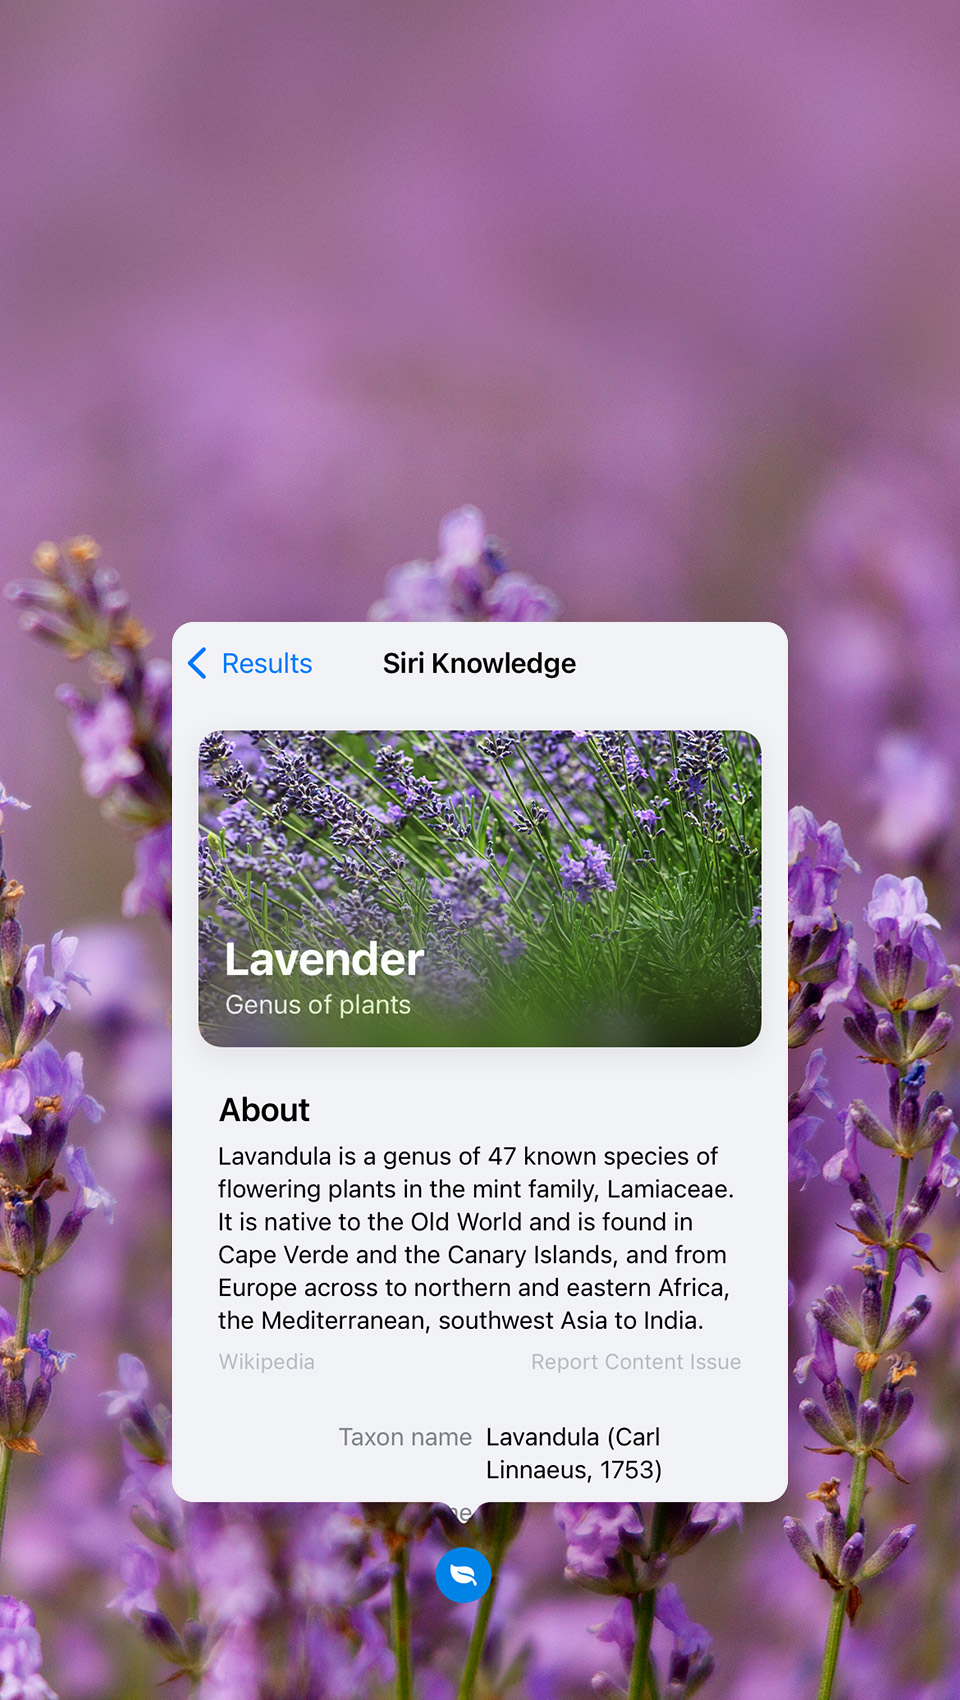 Results
Siri Knowledge
Lavender
Genus of plants
About
Lavandula is a genus of 47 known species of
flowering plants in the mint family, Lamiaceae.
It is native to the Old World and is found in
Cape Verde and the Canary Islands, and from
Europe across to northern and eastern Africa,
the Mediterranean, southwest Asia to India.
Wikipedia
Report Content Issue
Taxon name Lavandula (Carl
Linnaeus, 1753)